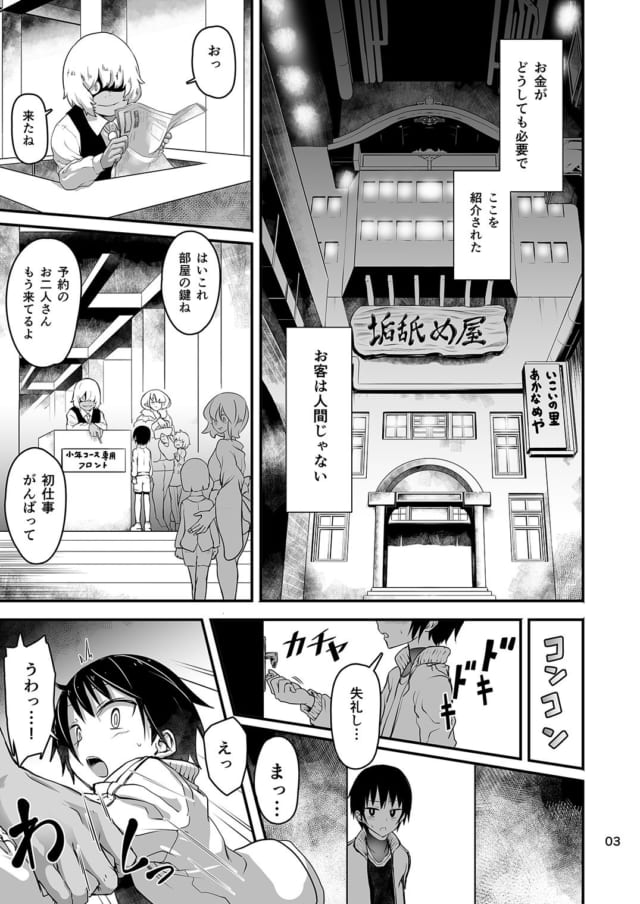 お金が
どうしても必要で
ここを
紹介された
垢舐め屋
いこいの里
あかなめや
お客は人間じゃない
おっ
来たね
はいこれ
部屋の鍵ね
予約の
お二人さん
もう来てるよ
小年コース専用
フロント
初仕事
がんばって
コンコン
ドキドキ
ガチャ
失礼し…
まっ…
えっ
うわっ…！
わしっ
03